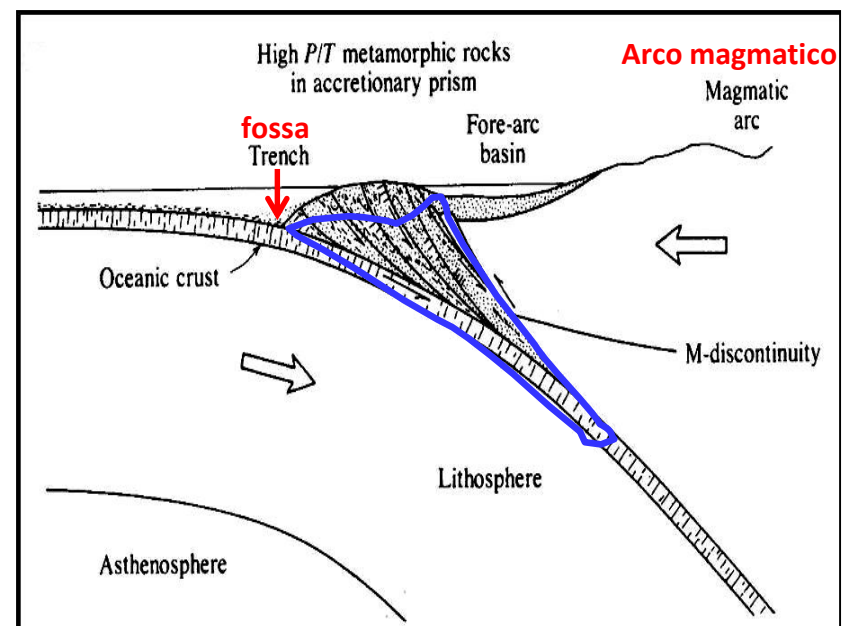 High P/T metamorphic rocks
in accretionary prism
Arco magmatico
Magmatic
arc
fossa
Trench
Fore-arc
basin
Oceanic crust
M-discontinuity
Lithosphere
Asthenosphere